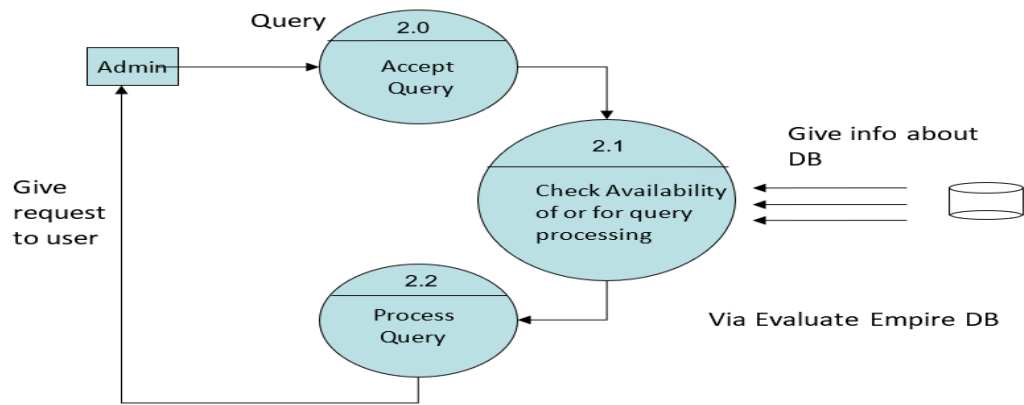 Query
2.0
Accept
Query
Admin
2.1
Check Availability
of or for query
processing
Give info about
DB
Give
request
to user
2.2
Process
Query
Via Evaluate Empire DB